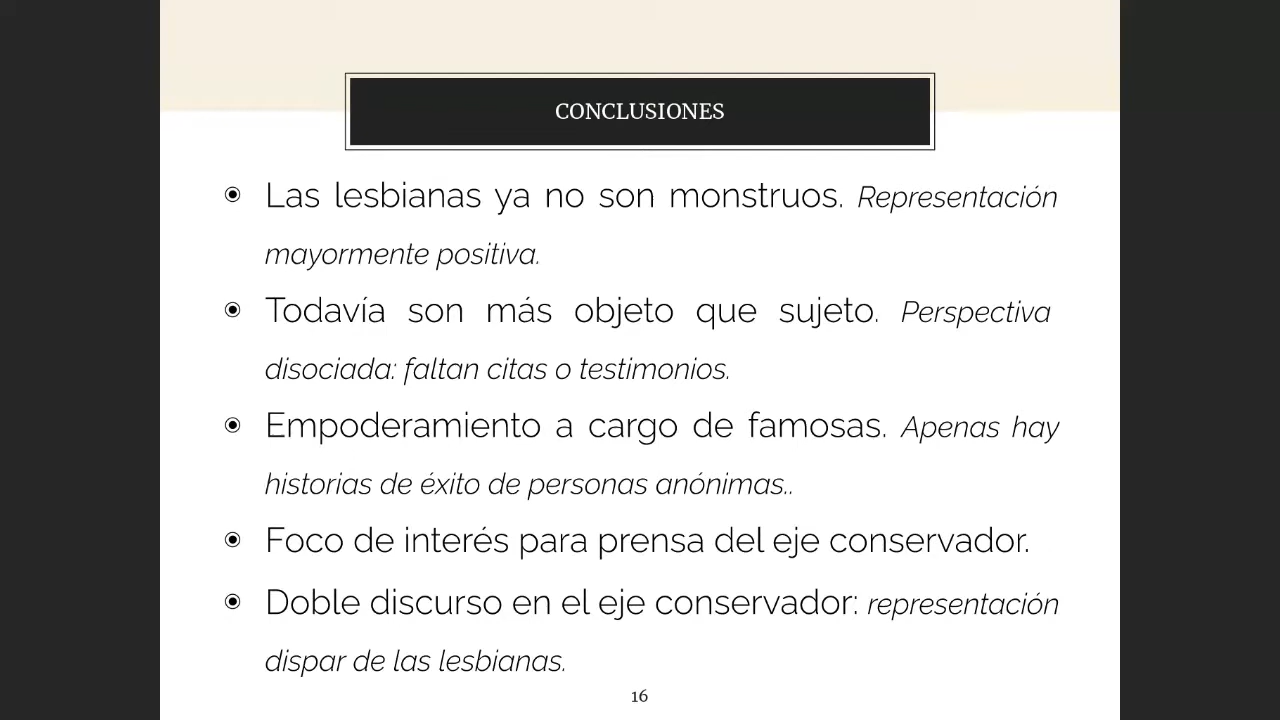 CONCLUSIONES
Las lesbianas ya no son monstruos. Representación
mayormente positiva.
Todavía son más objeto que sujeto. Perspectiva
disociada: faltan citas o testimonios.
Empoderamiento a cargo de famosas. Apenas hay
historias de éxito de personas anónimas..
Foco de interés para prensa del eje conservador.
Doble discurso en el eje conservador: representación
dispar de las lesbianas.
16